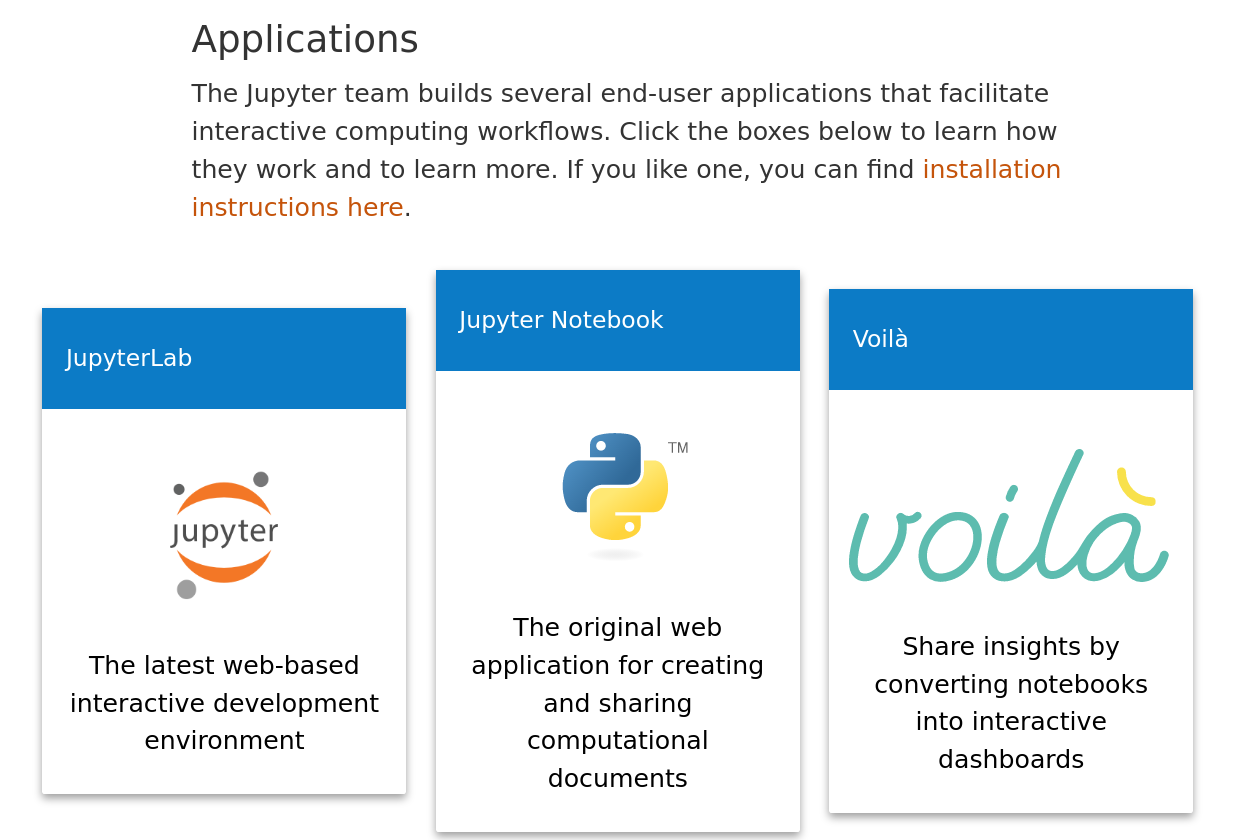 Applications
The Jupyter team builds several end-user applications that facilitate
interactive computing workflows. Click the boxes below to learn how
they work and to learn more. If you like one, you can find installation
instructions here.
JupyterLab
jupyter
The latest web-based
interactive development
environment
Jupyter Notebook
TM
The original web
application for creating
and sharing
computational
documents
Voilà
voilà
Share insights by
converting notebooks
into interactive
dashboards